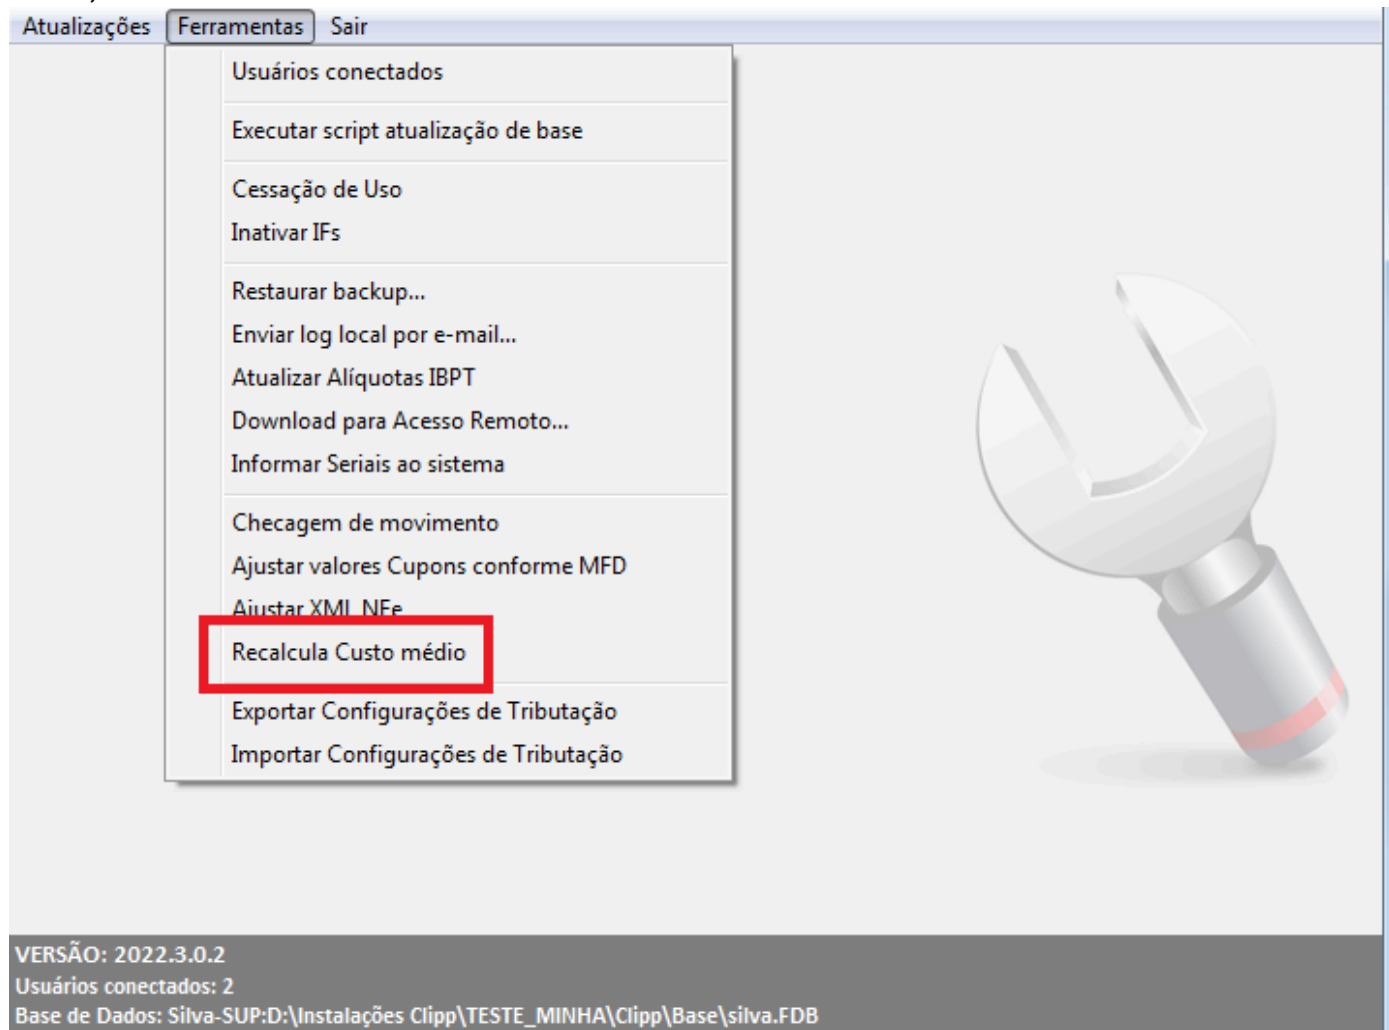 Atualizações Ferramentas Sair
Usuários conectados
Executar script atualização de base
Cessação de Uso
Inativar IFs
Restaurar backup...
Enviar log local por e-mail...
Atualizar Alíquotas IBPT
Download para Acesso Remoto...
Informar Seriais ao sistema
Checagem de movimento
Ajustar valores Cupons conforme MFD
Ajustar XML NFe
Recalcula Custo médio
Exportar Configurações de Tributação
Importar Configurações de Tributação
VERSÃO: 2022.3.0.2
Usuários conectados: 2
Base de Dados: Silva-SUP:D:\Instalações Clipp\TESTE_MINHA\Clipp\Base\silva.FDB